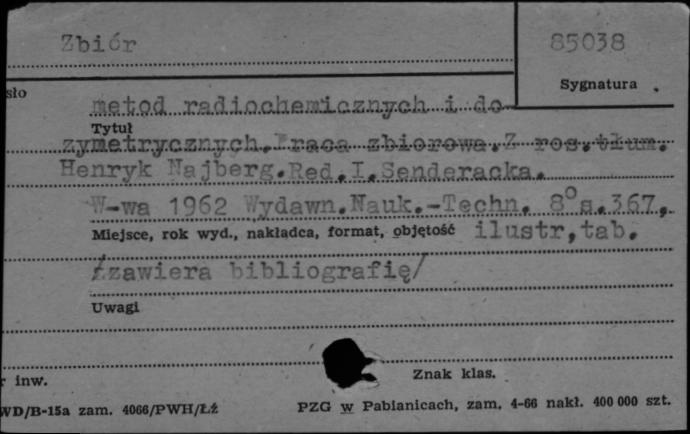 Zbiór 85038
sło Sygnatura
metod radiochemicznych i do-
Tytuł
zymetrycznych. Praca zbiorowa. Z ros. tłum.
Henryk Najberg. Red. I. Senderacka.
W-wa 1962 Wydawn. Nauk.-Techn. 8° s. 367,
Miejsce, rok wyd., nakładca, format, objętość ilustr, tab.
/zawiera bibliografię/
Uwagi
r inw. Znak klas.
WD/B-15a zam. 4066/PWH/Łź PZG w Pabianicach, zam. 4-66 nakł. 400 000 szt.